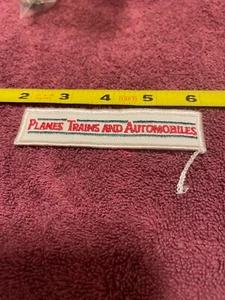 2 3 4 5 6
PLANES TRAINS AND AUTOMOBILES